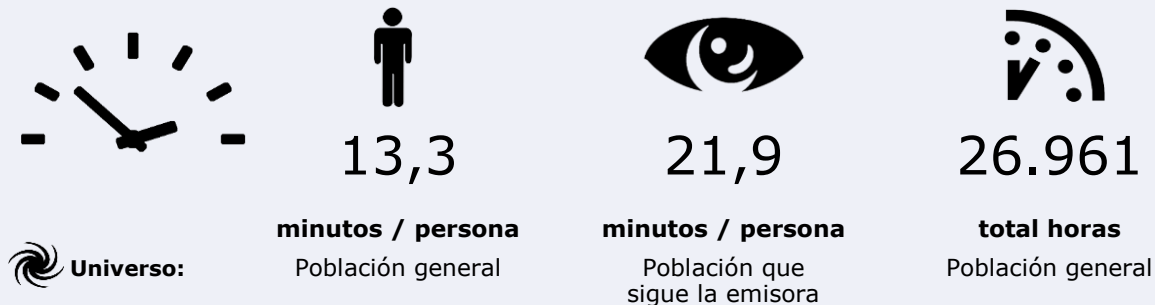 13,3
21,9
26.961
minutos / persona
minutos / persona
total horas
Universo:
Población general
Población que
sigue la emisora
Población general